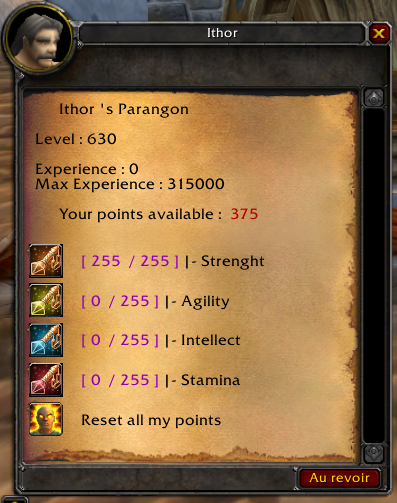 Ithor
Ithor 's Parangon
Level : 630
Experience : 0
Max Experience : 315000
Your points available : 375
[ 255 / 255 ] |- Strenght
[ 0 / 255 ] |- Agility
[ 0 / 255 ] |- Intellect
[ 0 / 255 ] |- Stamina
Reset all my points
Au revoir